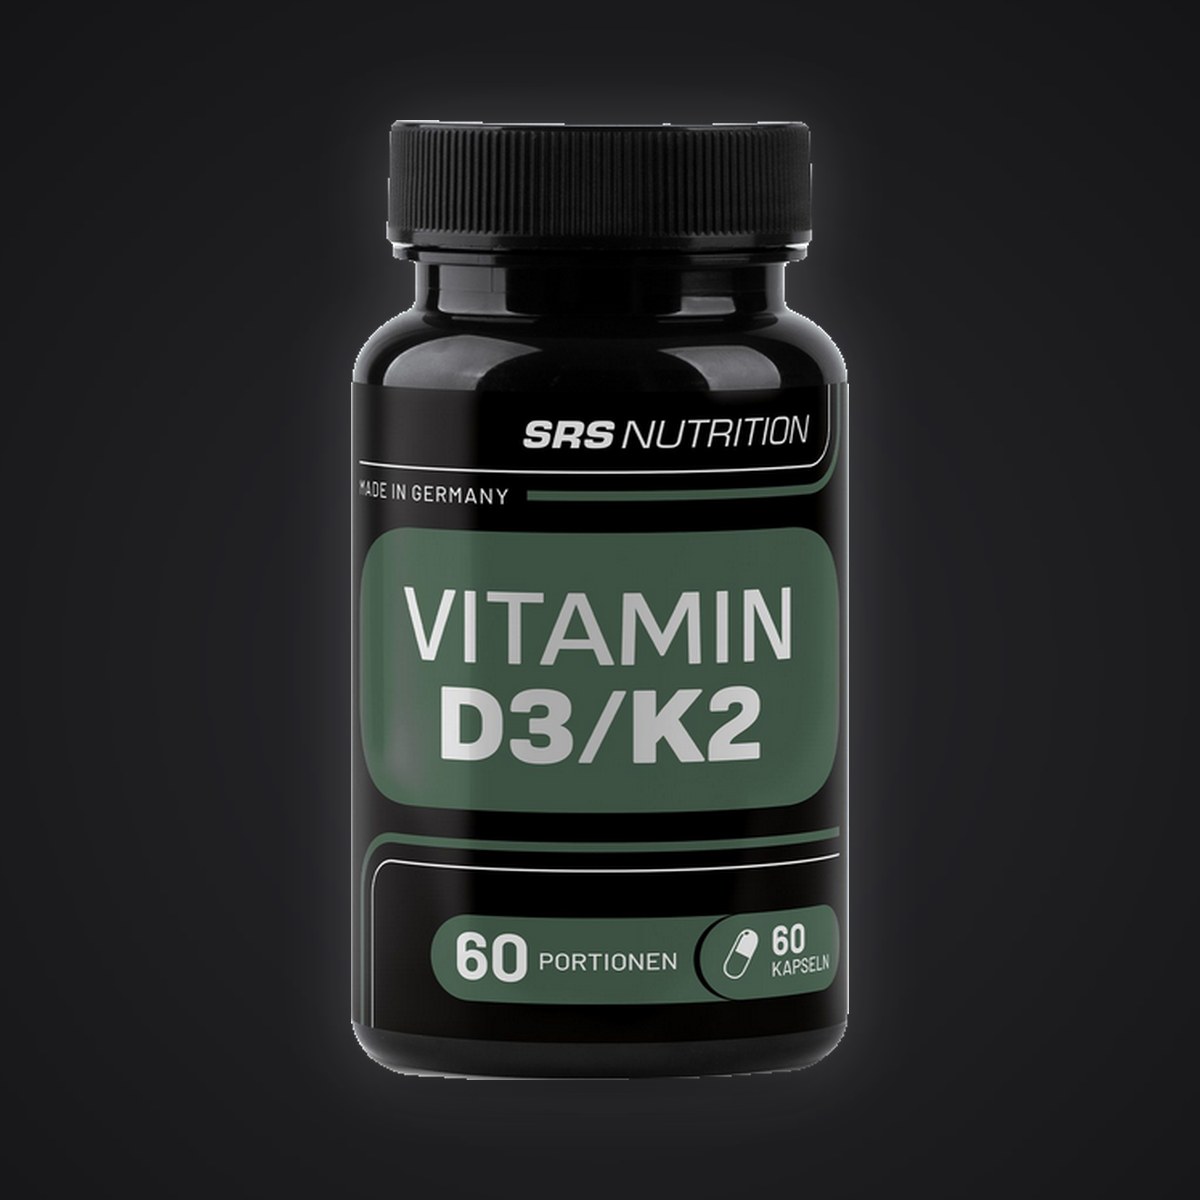 SRS NUTRITION
MADE IN GERMANY
VITAMIN
D3/K2
60 PORTIONEN
60
KAPSELN